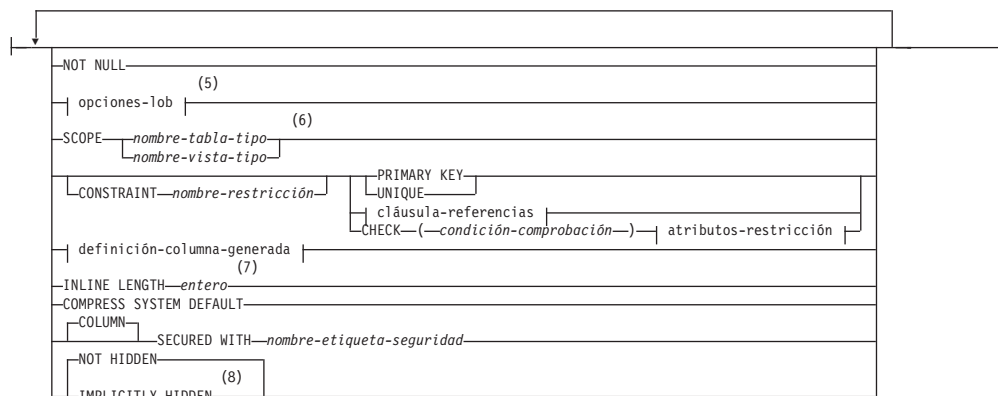 NOT NULL
(5)
opciones-lob
(6)
SCOPE nombre-tabla-tipo
nombre-vista-tipo
PRIMARY KEY
CONSTRAINT nombre-restricción UNIQUE
cláusula-referencias
CHECK ( condición-comprobación ) atributos-restricción
definición-columna-generada
(7)
INLINE LENGTH entero
COMPRESS SYSTEM DEFAULT
COLUMN
SECURED WITH nombre-etiqueta-seguridad
NOT HIDDEN
(8)
IMPLICITLY HIDDEN